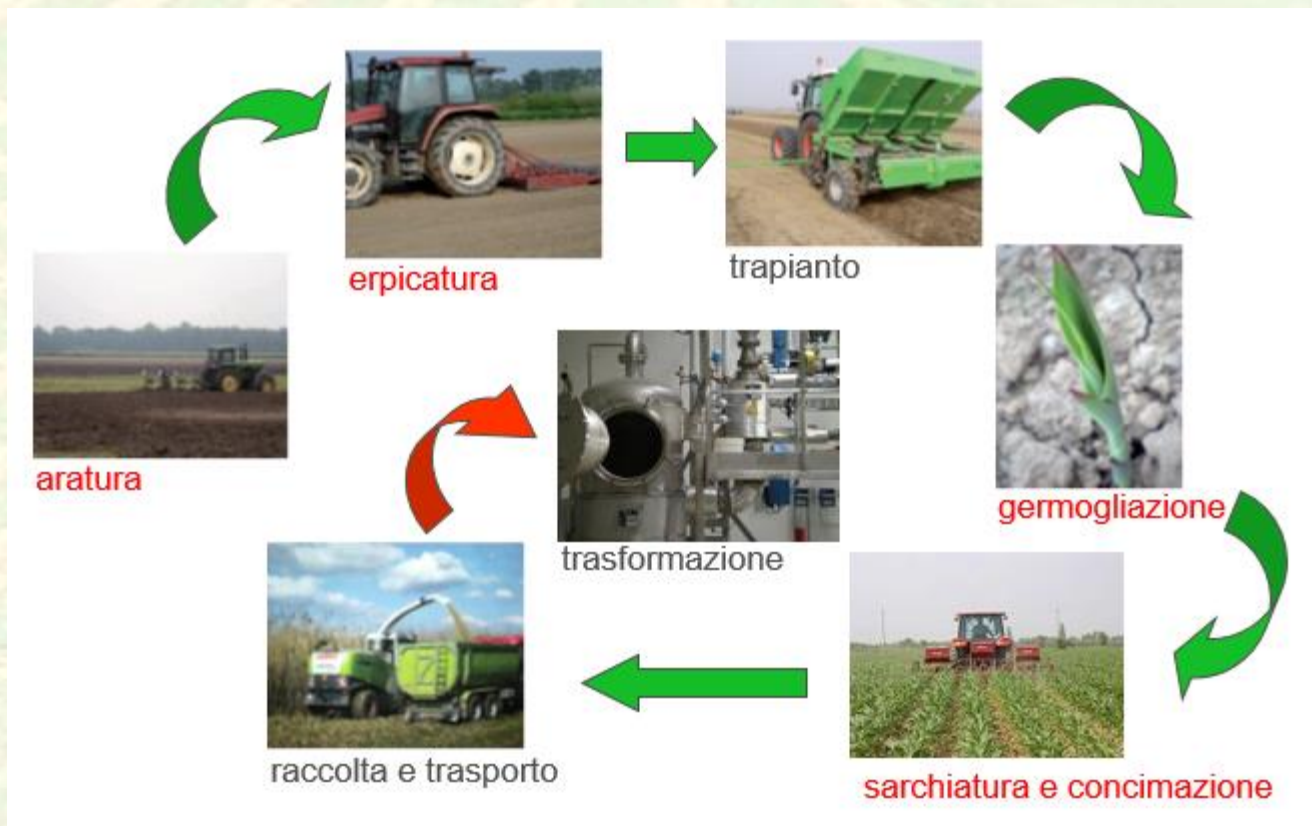 aratura
erpicatura
trapianto
germogliazione
sarchiatura e concimazione
raccolta e trasporto
trasformazione